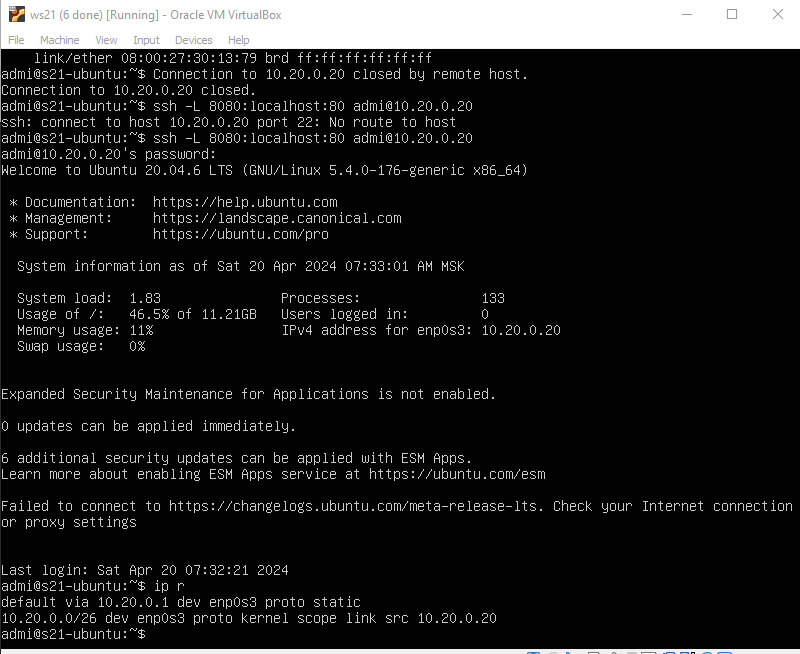 ws21 (6 done) [Running] - Oracle VM VirtualBox
File Machine View Input Devices Help
link/ether 08:00:27:30:13:79 brd ff:ff:ff:ff:ff:ff
admi@s21-ubuntu:~$ Connection to 10.20.0.20 closed by remote host.
Connection to 10.20.0.20 closed.
admi@s21-ubuntu:~$ ssh -L 8080:localhost:80 admi@10.20.0.20
ssh: connect to host 10.20.0.20 port 22: No route to host
admi@s21-ubuntu:~$ ssh -L 8080:localhost:80 admi@10.20.0.20
admi@10.20.0.20's password:
Welcome to Ubuntu 20.04.6 LTS (GNU/Linux 5.4.0-176-generic x86_64)
* Documentation: https://help.ubuntu.com
* Management: https://landscape.canonical.com
* Support: https://ubuntu.com/pro
System information as of Sat 20 Apr 2024 07:33:01 AM MSK
System load: 1.83 Processes: 133
Usage of /: 46.5% of 11.21GB Users logged in: 0
Memory usage: 11% IPv4 address for enp0s3: 10.20.0.20
Swap usage: 0%
Expanded Security Maintenance for Applications is not enabled.
0 updates can be applied immediately.
6 additional security updates can be applied with ESM Apps.
Learn more about enabling ESM Apps service at https://ubuntu.com/esm
Failed to connect to https://changelogs.ubuntu.com/meta-release-lts. Check your Internet connection
or proxy settings
Last login: Sat Apr 20 07:32:21 2024
admi@s21-ubuntu:~$ ip r
default via 10.20.0.1 dev enp0s3 proto static
10.20.0.0/26 dev enp0s3 proto kernel scope link src 10.20.0.20
admi@s21-ubuntu:~$